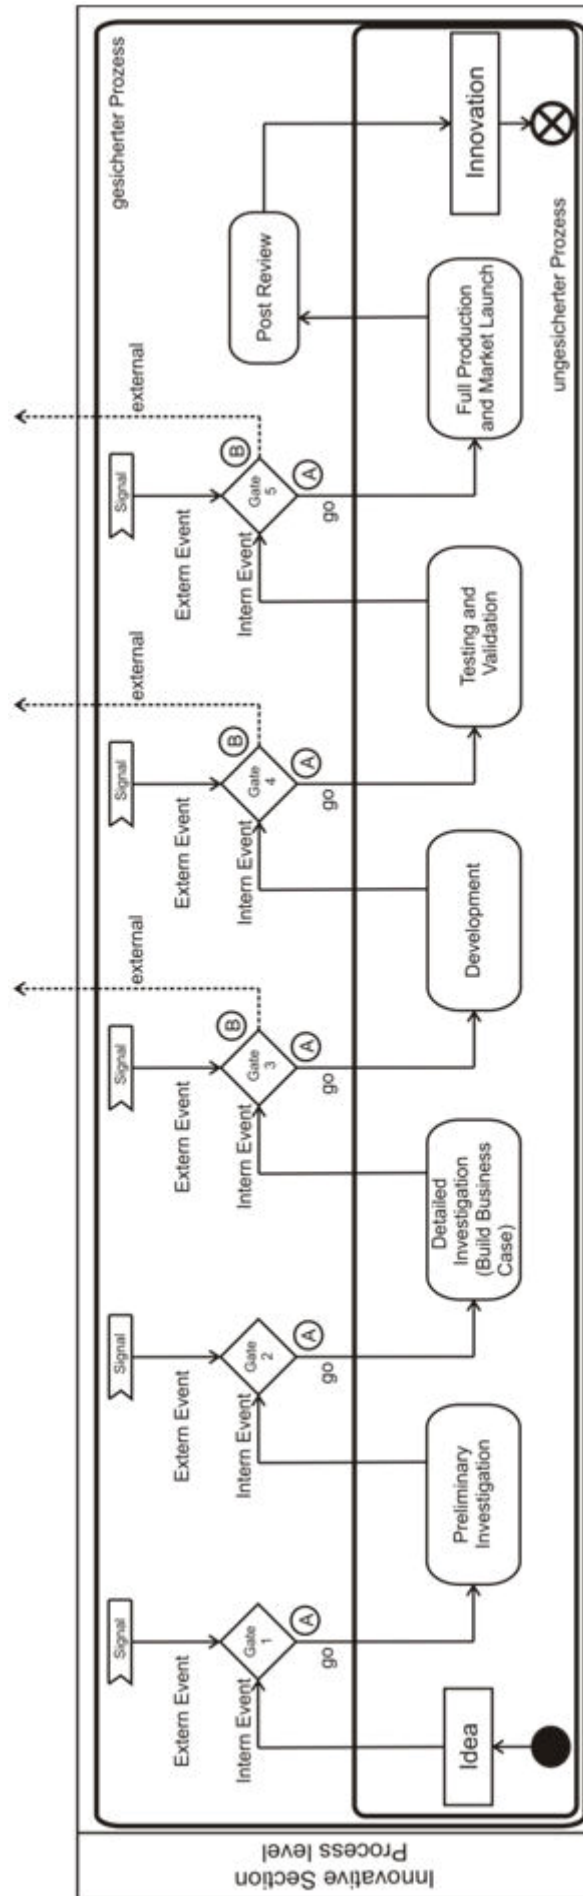 Innovative Section
Process level
gesicherter Prozess
ungesicherter Prozess
Idea
Signal
Extern Event
Intern Event
Gate
1
A
go
Preliminary
Investigation
Signal
Extern Event
Intern Event
Gate
2
A
go
Detailed
Investigation
(Build Business
Case)
Signal
Extern Event
Intern Event
Gate
3
B
external
A
go
Development
Signal
Extern Event
Intern Event
Gate
4
B
external
A
go
Testing and
Validation
Signal
Extern Event
Intern Event
Gate
5
B
external
A
go
Full Production
and Market Launch
Post Review
Innovation